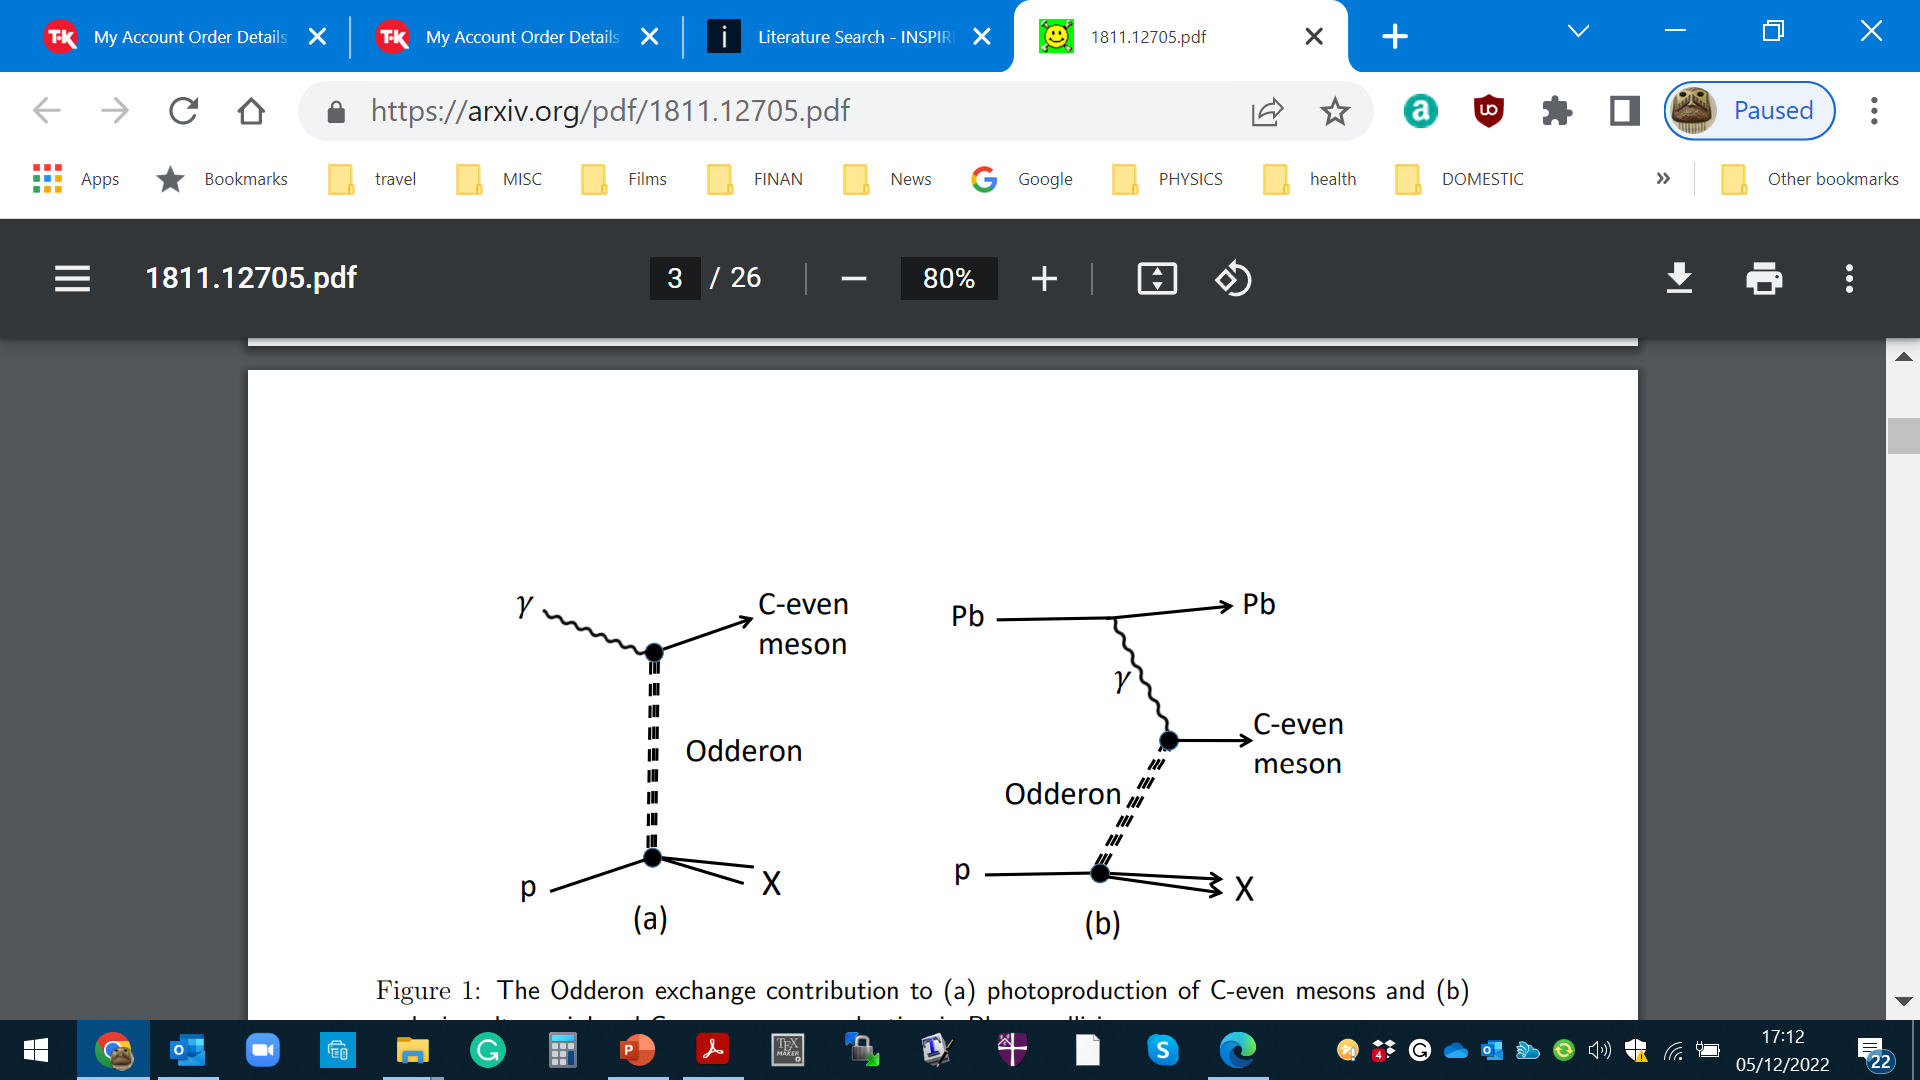 My Account Order Details
My Account Order Details
Literature Search - INSPIR
1811.12705.pdf
https://arxiv.org/pdf/1811.12705.pdf
Paused
Apps
Bookmarks
travel
MISC
Films
FINAN
News
Google
PHYSICS
health
DOMESTIC
»
Other bookmarks
1811.12705.pdf
3 / 26
80%
γ
C-even
meson
Odderon
p
X
(a)
Pb
Pb
γ
C-even
meson
Odderon
p
X
(b)
Figure 1: The Odderon exchange contribution to (a) photoproduction of C-even mesons and (b)
17:12
05/12/2022
22